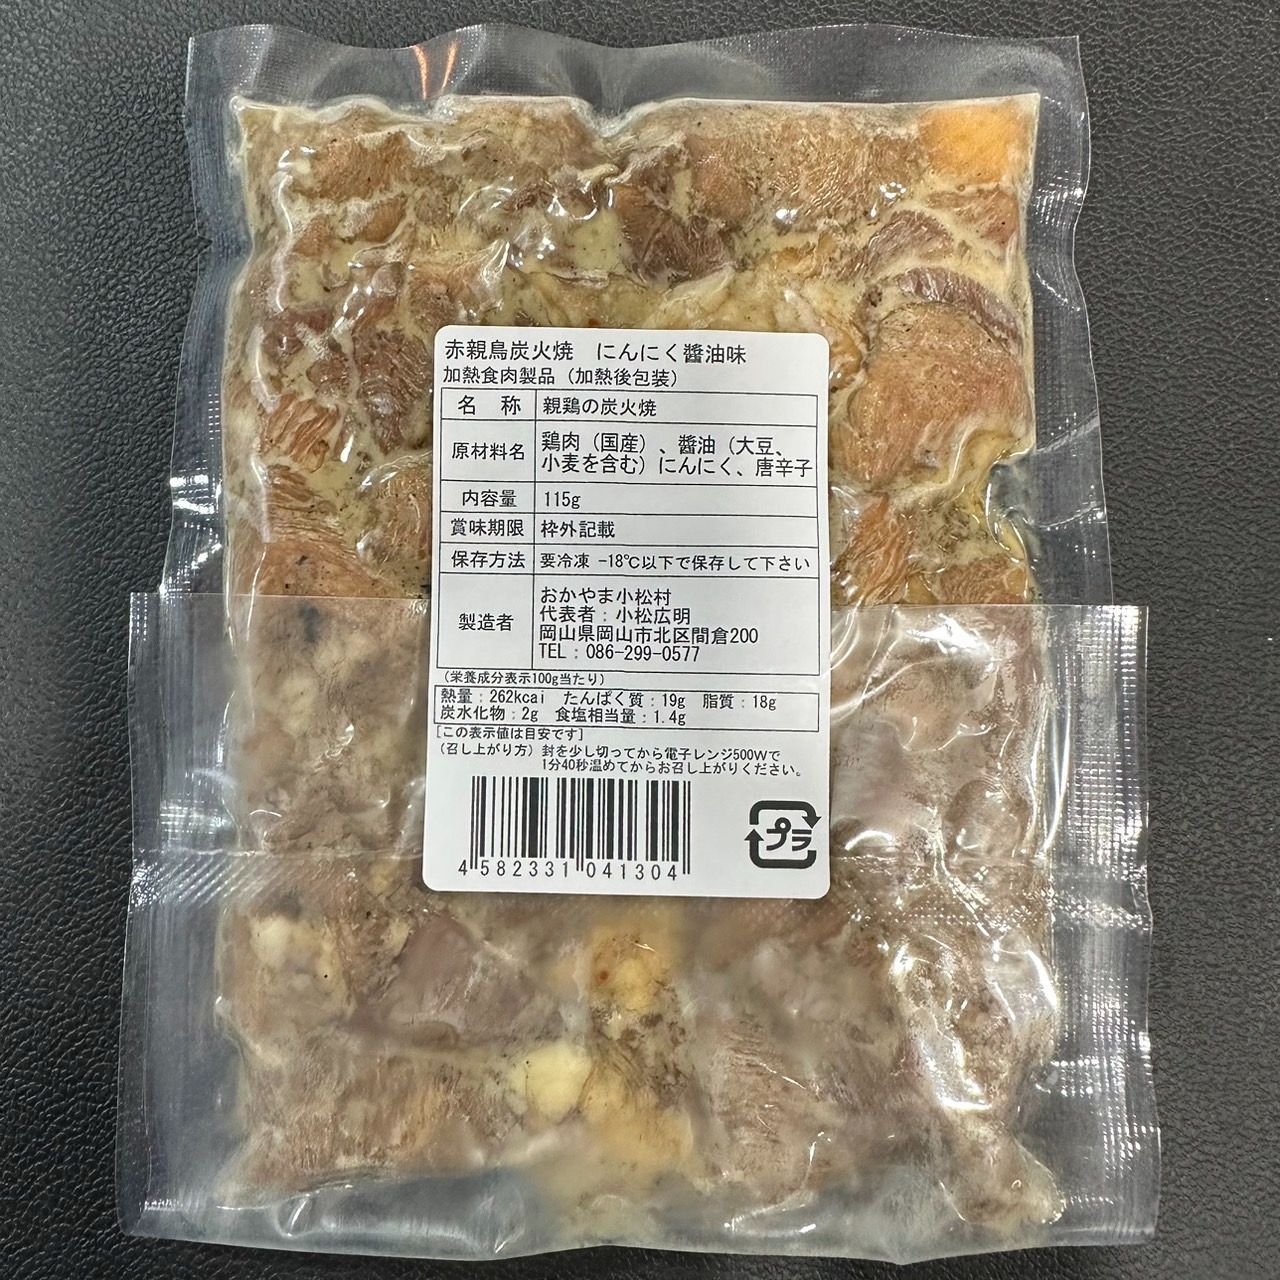 赤親鳥炭火焼　にんにく醬油味
加熱食肉製品（加熱後包装）
名　称 親鶏の炭火焼
原材料名 鶏肉（国産）、醬油（大豆、
小麦を含む）にんにく、唐辛子
内容量 115g
賞味期限 枠外記載
保存方法 要冷凍 -18℃以下で保存して下さい
製造者 おかやま小松村
代表者：小松広明
岡山県岡山市北区間倉200
TEL：086-299-0577
（栄養成分表示100g当たり）
熱量：262kcal　たんぱく質：19g　脂質：18g
炭水化物：2g　食塩相当量：1.4g
[この表示値は目安です]
（召し上がり方）封を少し切ってから電子レンジ500Wで
1分40秒温めてからお召し上がりください。
4 582331 041304
プラ